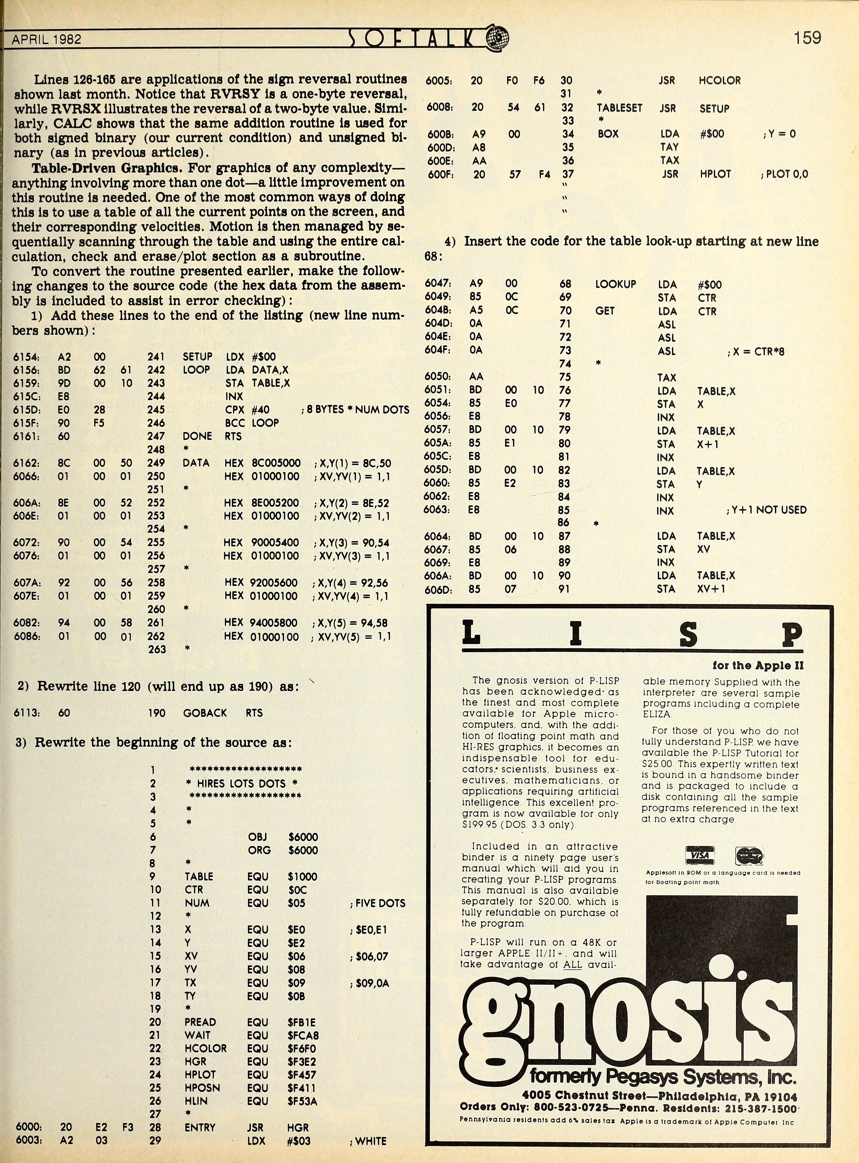 APRIL 1982
SOFTALK
159
Lines 126-165 are applications of the sign reversal routines
shown last month. Notice that RVRSY is a one-byte reversal,
while RVRSX illustrates the reversal of a two-byte value. Simi-
larly, CALC shows that the same addition routine is used for
both signed binary (our current condition) and unsigned bi-
nary (as in previous articles).
Table-Driven Graphics. For graphics of any complexity—
anything involving more than one dot—a little improvement on
this routine is needed. One of the most common ways of doing
this is to use a table of all the current points on the screen, and
their corresponding velocities. Motion is then managed by se-
quentially scanning through the table and using the entire cal-
culation, check and erase/plot section as a subroutine.
To convert the routine presented earlier, make the follow-
ing changes to the source code (the hex data from the assem-
bly is included to assist in error checking):
1) Add these lines to the end of the listing (new line num-
bers shown):
6154: A2 00 241 SETUP LDX #$00
6156: BD 62 61 242 LOOP LDA DATA,X
6159: 9D 00 10 243 STA TABLE,X
615C: E8 244 INX
615D: E0 28 245 CPX #40 ; 8 BYTES * NUM DOTS
615F: 90 F5 246 BCC LOOP
6161: 60 247 DONE RTS
248 *
6162: 8C 00 50 249 DATA HEX 8C005000 ; X,Y(1) = 8C,50
6066: 01 00 01 250 HEX 01000100 ; XV,YV(1) = 1,1
251 *
606A: 8E 00 52 252 HEX 8E005200 ; X,Y(2) = 8E,52
606E: 01 00 01 253 HEX 01000100 ; XV,YV(2) = 1,1
254 *
6072: 90 00 54 255 HEX 90005400 ; X,Y(3) = 90,54
6076: 01 00 01 256 HEX 01000100 ; XV,YV(3) = 1,1
257 *
607A: 92 00 56 258 HEX 92005600 ; X,Y(4) = 92,56
607E: 01 00 01 259 HEX 01000100 ; XV,YV(4) = 1,1
260 *
6082: 94 00 58 261 HEX 94005800 ; X,Y(5) = 94,58
6086: 01 00 01 262 HEX 01000100 ; XV,YV(5) = 1,1
263 *
2) Rewrite line 120 (will end up as 190) as:
6113: 60 190 GOBACK RTS
3) Rewrite the beginning of the source as:
1 *******************
2 * HIRES LOTS DOTS *
3 *******************
4 *
5 *
6 OBJ $6000
7 ORG $6000
8 *
9 TABLE EQU $1000
10 CTR EQU $0C
11 NUM EQU $05 ; FIVE DOTS
12 *
13 X EQU $E0 ; $E0,E1
14 Y EQU $E2
15 XV EQU $06 ; $06,07
16 YV EQU $08
17 TX EQU $09 ; $09,0A
18 TY EQU $0B
19 *
20 PREAD EQU $FB1E
21 WAIT EQU $FCA8
22 HCOLOR EQU $F6F0
23 HGR EQU $F3E2
24 HPLOT EQU $F457
25 HPOSN EQU $F411
26 HLIN EQU $F53A
27 *
6000: 20 E2 F3 28 ENTRY JSR HGR
6003: A2 03 29 LDX #$03 ; WHITE
6005: 20 F0 F6 30 JSR HCOLOR
31 *
6008: 20 54 61 32 TABLESET JSR SETUP
33 *
600B: A9 00 34 BOX LDA #$00 ; Y = 0
600D: A8 35 TAY
600E: AA 36 TAX
600F: 20 57 F4 37 JSR HPLOT ; PLOT 0,0
"
"
"
4) Insert the code for the table look-up starting at new line
68:
6047: A9 00 68 LOOKUP LDA #$00
6049: 85 0C 69 STA CTR
604B: A5 0C 70 GET LDA CTR
604D: 0A 71 ASL
604E: 0A 72 ASL
604F: 0A 73 ASL ; X = CTR*8
74 *
6050: AA 75 TAX
6051: BD 00 10 76 LDA TABLE,X
6054: 85 E0 77 STA X
6056: E8 78 INX
6057: BD 00 10 79 LDA TABLE,X
605A: 85 E1 80 STA X+1
605C: E8 81 INX
605D: BD 00 10 82 LDA TABLE,X
6060: 85 E2 83 STA Y
6062: E8 84 INX
6063: E8 85 INX ; Y+1 NOT USED
86 *
6064: BD 00 10 87 LDA TABLE,X
6067: 85 06 88 STA XV
6069: E8 89 INX
606A: BD 00 10 90 LDA TABLE,X
606D: 85 07 91 STA XV+1
LISP
for the Apple II
The gnosis version of P-LISP
has been acknowledged as
the finest and most complete
available for Apple micro-
computers, and, with the addi-
tion of floating point math and
HI-RES graphics, it becomes an
indispensable tool for edu-
cators, scientists, business ex-
ecutives, mathematicians, or
applications requiring artificial
intelligence. This excellent pro-
gram is now available for only
$199.95 (DOS 3.3 only).
Included in an attractive
binder is a ninety page user's
manual which will aid you in
creating your P-LISP programs.
This manual is also available
separately for $20.00, which is
fully refundable on purchase of
the program.
P-LISP will run on a 48K or
larger APPLE II/II+, and will
take advantage of ALL avail-
able memory Supplied with the
interpreter are several sample
programs including a complete
ELIZA
For those of you who do not
fully understand P-LISP, we have
available the P-LISP Tutorial for
$25.00. This expertly written text
is bound in a handsome binder
and is packaged to include a
disk containing all the sample
programs referenced in the text
at no extra charge
VISA
Applesoft in ROM or a language card is needed
for floating point math
gnosis
formerly Pegasys Systems, Inc.
4005 Chestnut Street—Philadelphia, PA 19104
Orders Only: 800-523-0725—Penna. Residents: 215-387-1500
Pennsylvania residents add 6% sales tax Apple is a trademark of Apple Computer Inc